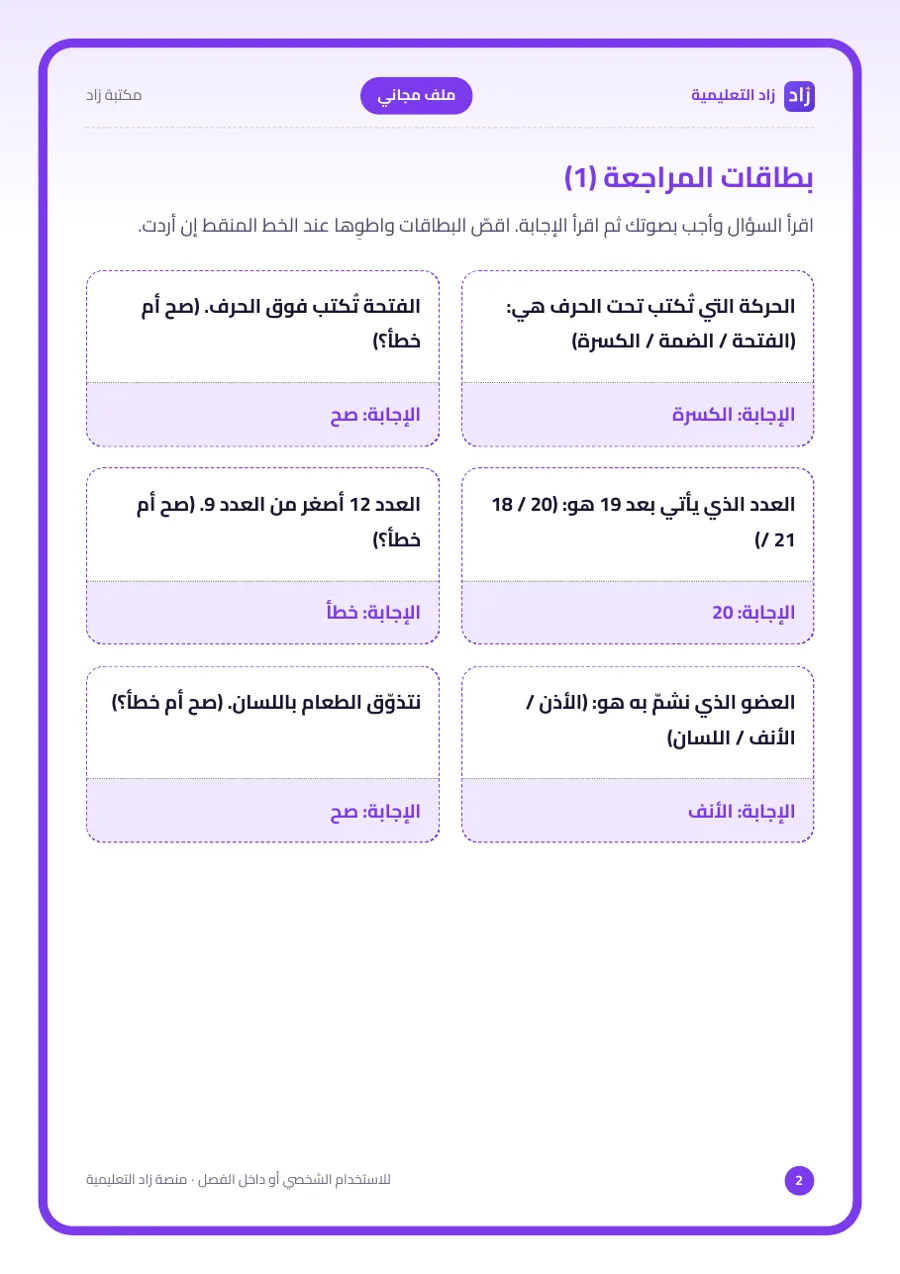 زاد
زاد التعليمية
ملف مجاني
مكتبة زاد
بطاقات المراجعة (1)
اقرأ السؤال وأجب بصوتك ثم اقرأ الإجابة. اقصّ البطاقات واطوِها عند الخط المنقط إن أردت.
الحركة التي تُكتب تحت الحرف هي:
(الفتحة / الضمة / الكسرة)
الإجابة: الكسرة
الفتحة تُكتب فوق الحرف. (صح أم
خطأ؟)
الإجابة: صح
العدد الذي يأتي بعد 19 هو: (20 / 18
/ 21)
الإجابة: 20
العدد 12 أصغر من العدد 9. (صح أم
خطأ؟)
الإجابة: خطأ
العضو الذي نشمّ به هو: (الأذن /
الأنف / اللسان)
الإجابة: الأنف
نتذوّق الطعام باللسان. (صح أم خطأ؟)
الإجابة: صح
2
للاستخدام الشخصي أو داخل الفصل · منصة زاد التعليمية